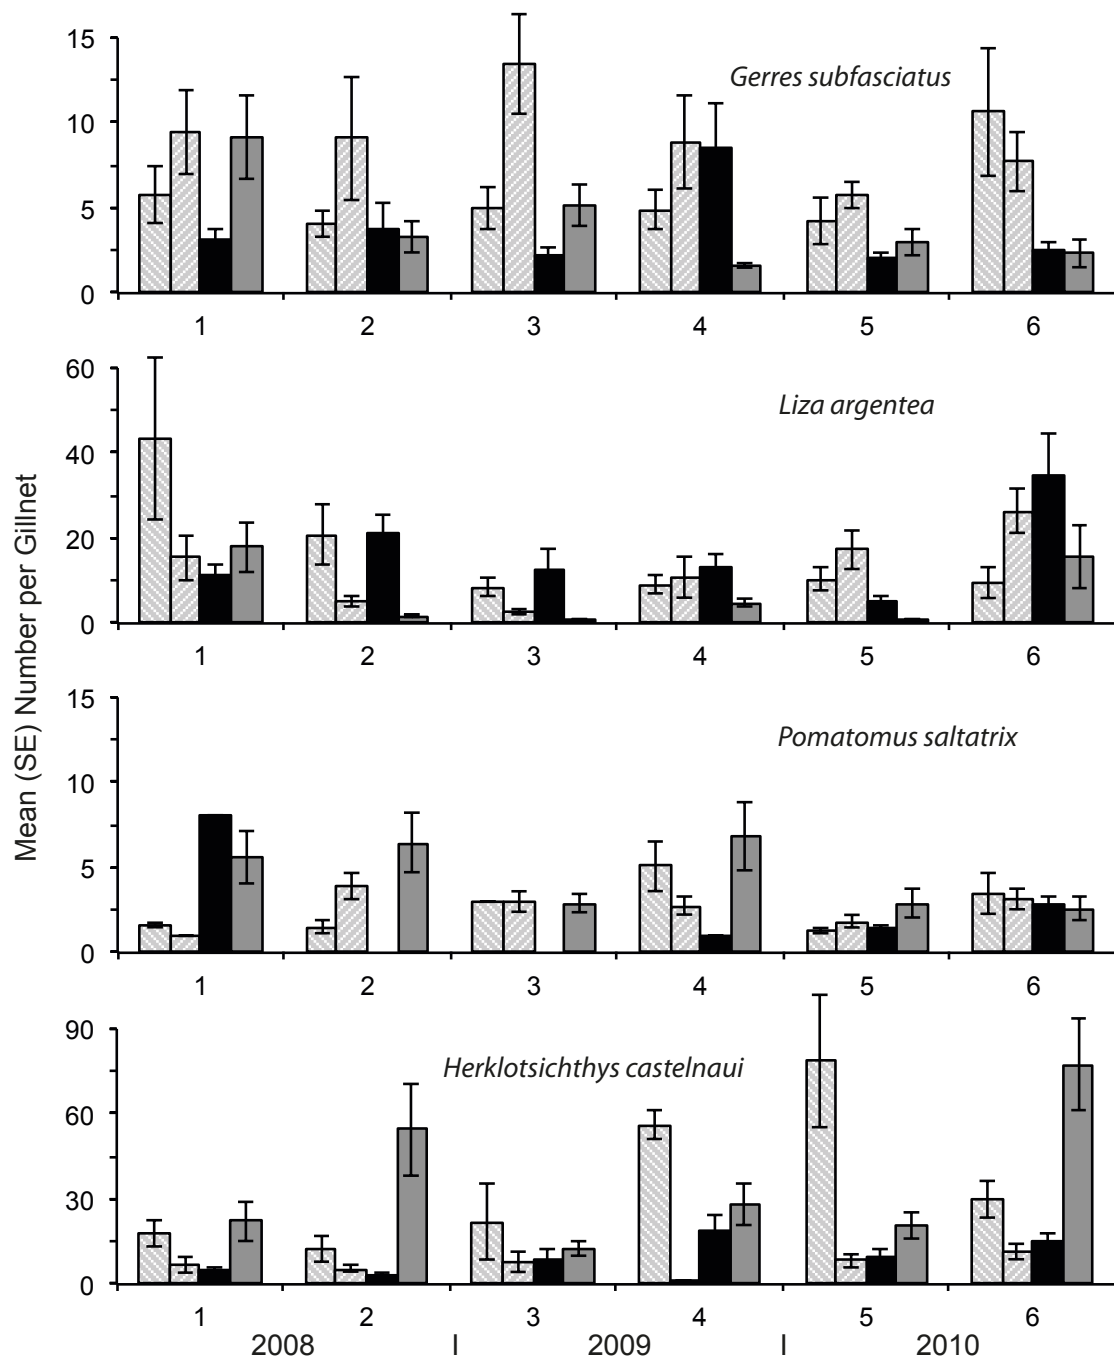 15
Gerres subfasciatus
10
5
0
1 2 3 4 5 6
60
Liza argentea
40
20
0
1 2 3 4 5 6
Mean (SE) Number per Gillnet
15
Pomatomus saltatrix
10
5
0
1 2 3 4 5 6
90
Herklotsichthys castelnaui
60
30
0
1 2 3 4 5 6
2008 I 2009 I 2010